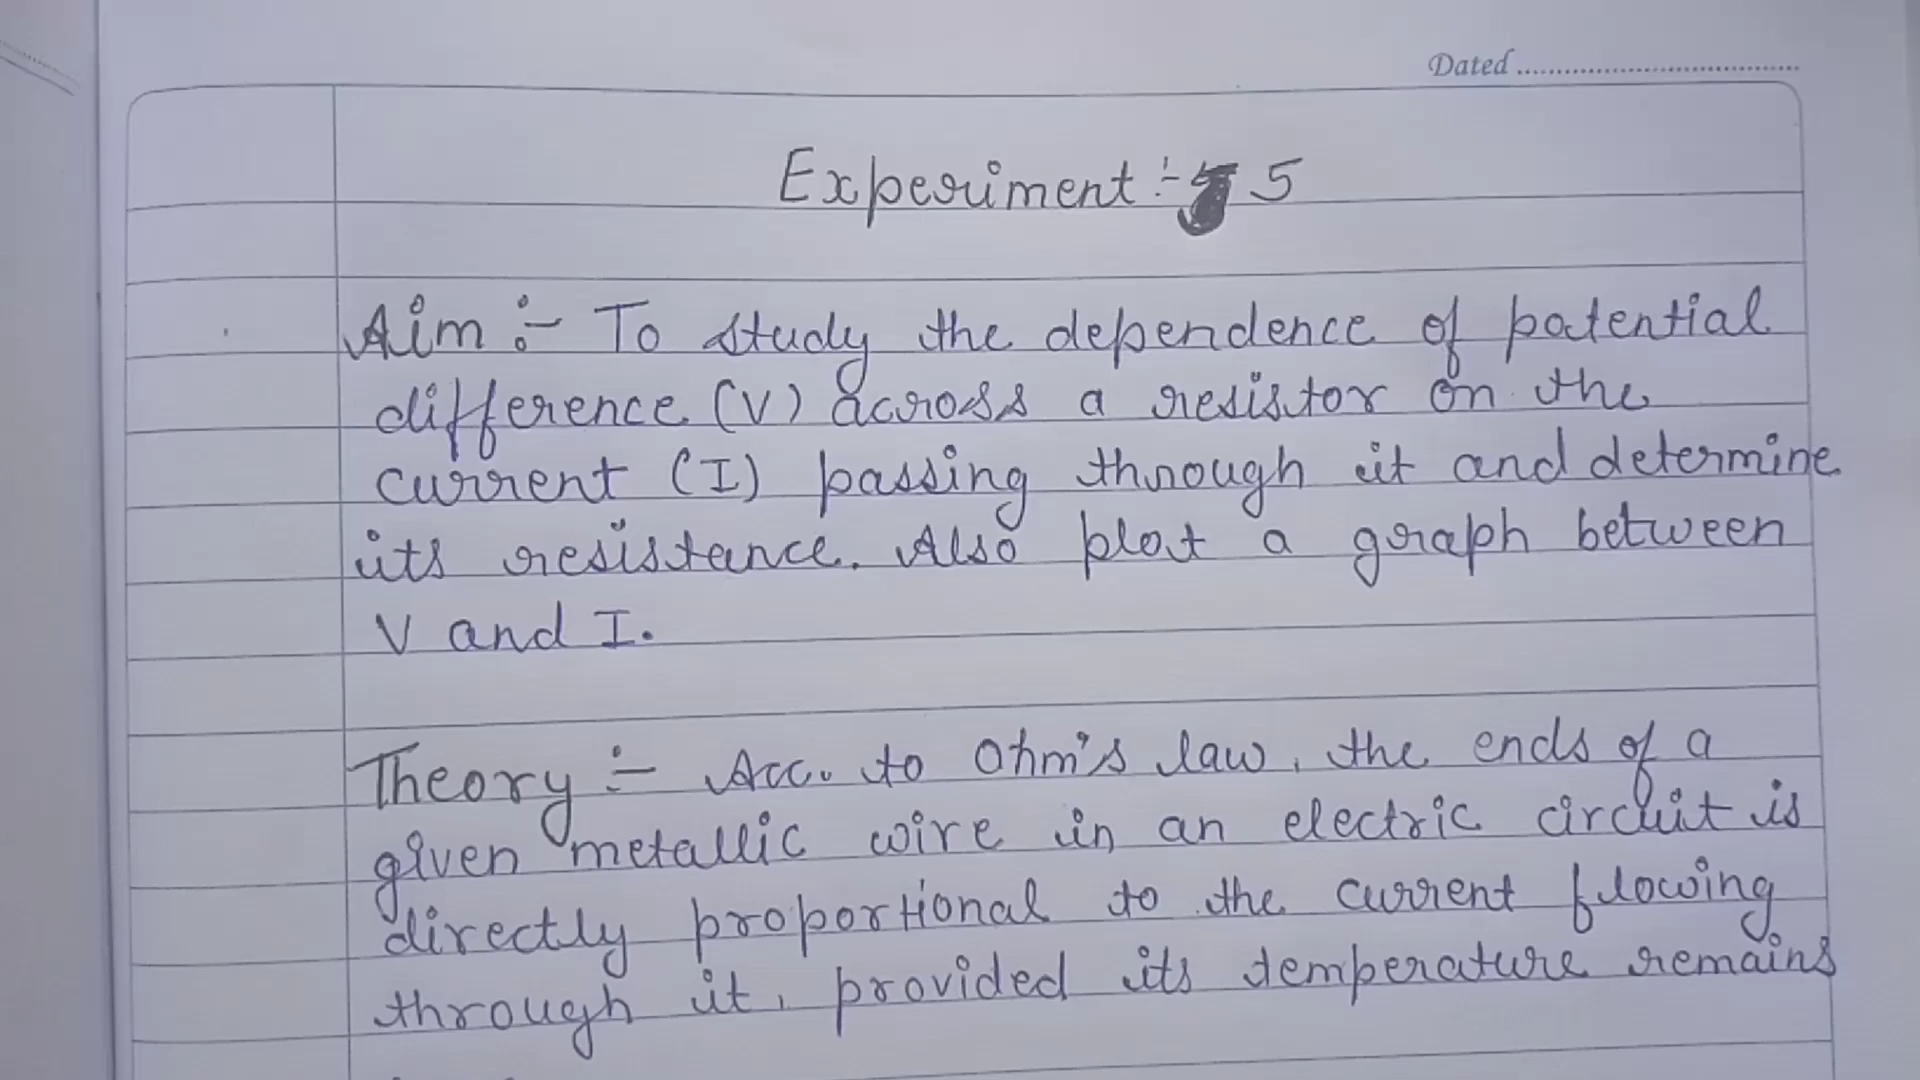 Dated
Experiment :- 5
Aim :- To study the dependence of potential
difference (V) across a resistor on the
current (I) passing through it and determine
its resistance. Also plot a graph between
V and I.
Theory :- Acc. to Ohm's law, the ends of a
given metallic wire in an electric circuit is
directly proportional to the current flowing
through it, provided its temperature remains